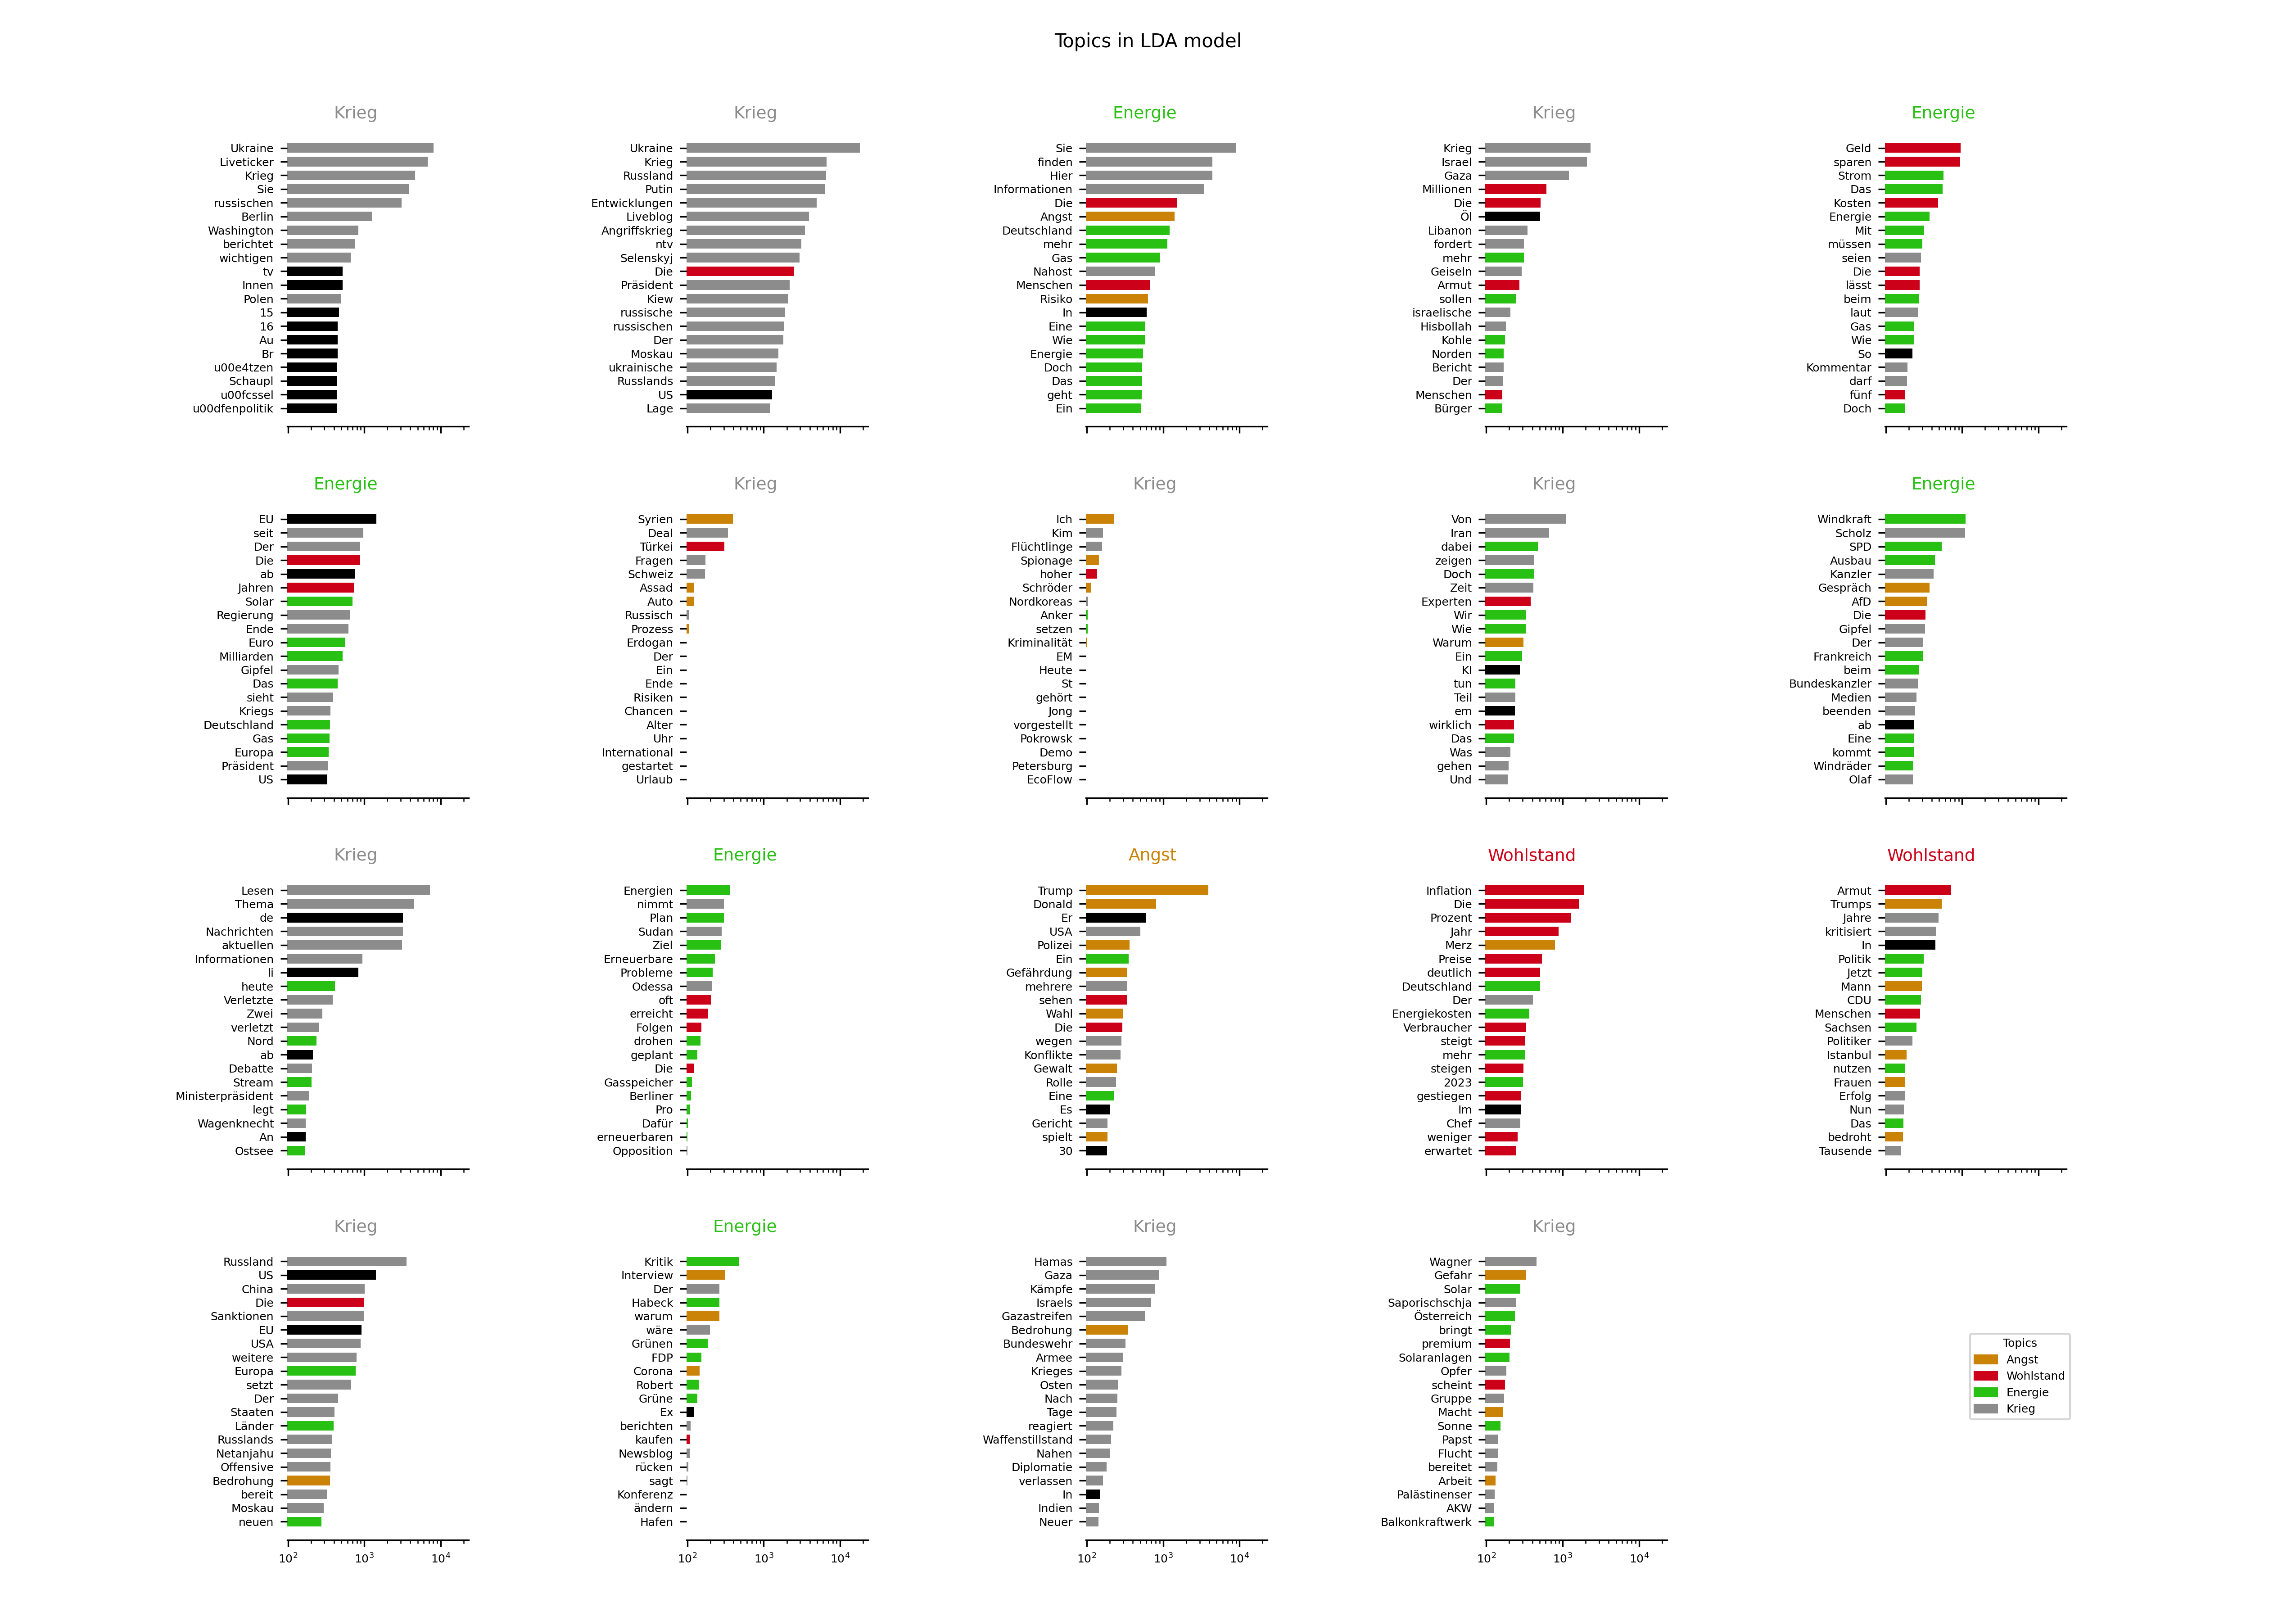 Topics in LDA model
Krieg
Ukraine
Liveticker
Krieg
Sie
russischen
Berlin
Washington
berichtet
wichtigen
tv
Innen
Polen
15
16
Au
Br
u00e4tzen
Schaupl
u00fcssel
u00dfenpolitik
Krieg
Ukraine
Krieg
Russland
Putin
Entwicklungen
Liveblog
Angriffskrieg
ntv
Selenskyj
Die
Präsident
Kiew
russische
russischen
Der
Moskau
ukrainische
Russlands
US
Lage
Energie
Sie
finden
Hier
Informationen
Die
Angst
Deutschland
mehr
Gas
Nahost
Menschen
Risiko
In
Eine
Wie
Energie
Doch
Das
geht
Ein
Krieg
Krieg
Israel
Gaza
Millionen
Die
Öl
Libanon
fordert
mehr
Geiseln
Armut
sollen
israelische
Hisbollah
Kohle
Norden
Bericht
Der
Menschen
Bürger
Energie
Geld
sparen
Strom
Das
Kosten
Energie
Mit
müssen
seien
Die
lässt
beim
laut
Gas
Wie
So
Kommentar
darf
fünf
Doch
Energie
EU
seit
Der
Die
ab
Jahren
Solar
Regierung
Ende
Euro
Milliarden
Gipfel
Das
sieht
Kriegs
Deutschland
Gas
Europa
Präsident
US
Krieg
Syrien
Deal
Türkei
Fragen
Schweiz
Assad
Auto
Russisch
Prozess
Erdogan
Der
Ein
Ende
Risiken
Chancen
Alter
Uhr
International
gestartet
Urlaub
Krieg
Ich
Kim
Flüchtlinge
Spionage
hoher
Schröder
Nordkoreas
Anker
setzen
Kriminalität
EM
Heute
St
gehört
Jong
vorgestellt
Pokrowsk
Demo
Petersburg
EcoFlow
Krieg
Von
Iran
dabei
zeigen
Doch
Zeit
Experten
Wir
Wie
Warum
Ein
KI
tun
Teil
em
wirklich
Das
Was
gehen
Und
Energie
Windkraft
Scholz
SPD
Ausbau
Kanzler
Gespräch
AfD
Die
Gipfel
Der
Frankreich
beim
Bundeskanzler
Medien
beenden
ab
Eine
kommt
Windräder
Olaf
Krieg
Lesen
Thema
de
Nachrichten
aktuellen
Informationen
li
heute
Verletzte
Zwei
verletzt
Nord
ab
Debatte
Stream
Ministerpräsident
legt
Wagenknecht
An
Ostsee
Energie
Energien
nimmt
Plan
Sudan
Ziel
Erneuerbare
Probleme
Odessa
oft
erreicht
Folgen
drohen
geplant
Die
Gasspeicher
Berliner
Pro
Dafür
erneuerbaren
Opposition
Angst
Trump
Donald
Er
USA
Polizei
Ein
Gefährdung
mehrere
sehen
Wahl
Die
wegen
Konflikte
Gewalt
Rolle
Eine
Es
Gericht
spielt
30
Wohlstand
Inflation
Die
Prozent
Jahr
Merz
Preise
deutlich
Deutschland
Der
Energiekosten
Verbraucher
steigt
mehr
steigen
2023
gestiegen
Im
Chef
weniger
erwartet
Wohlstand
Armut
Trumps
Jahre
kritisiert
In
Politik
Jetzt
Mann
CDU
Menschen
Sachsen
Politiker
Istanbul
nutzen
Frauen
Erfolg
Nun
Das
bedroht
Tausende
Krieg
Russland
US
China
Die
Sanktionen
EU
USA
weitere
Europa
setzt
Der
Staaten
Länder
Russlands
Netanjahu
Offensive
Bedrohung
bereit
Moskau
neuen
10² 10³ 10⁴
Energie
Kritik
Interview
Der
Habeck
warum
wäre
Grünen
FDP
Corona
Robert
Grüne
Ex
berichten
kaufen
Newsblog
rücken
sagt
Konferenz
ändern
Hafen
10² 10³ 10⁴
Krieg
Hamas
Gaza
Kämpfe
Israels
Gazastreifen
Bedrohung
Bundeswehr
Armee
Krieges
Osten
Nach
Tage
reagiert
Waffenstillstand
Nahen
Diplomatie
verlassen
In
Indien
Neuer
10² 10³ 10⁴
Krieg
Wagner
Gefahr
Solar
Saporischschja
Österreich
bringt
premium
Solaranlagen
Opfer
scheint
Gruppe
Macht
Sonne
Papst
Flucht
bereitet
Arbeit
Palästinenser
AKW
Balkonkraftwerk
10² 10³ 10⁴
Topics
Angst
Wohlstand
Energie
Krieg